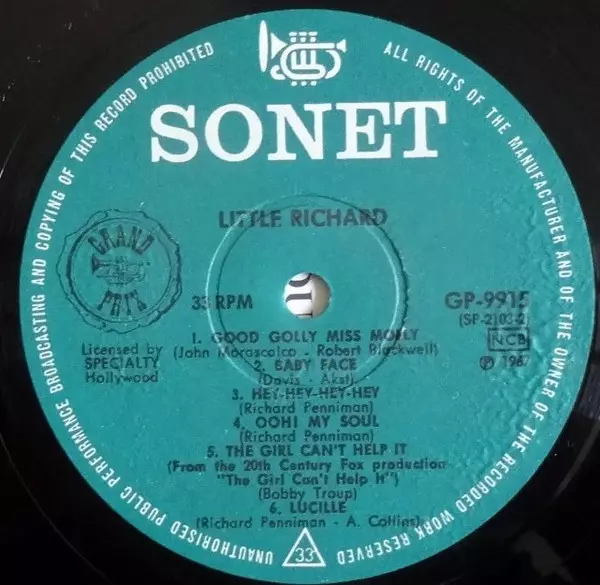 UNAUTHORISED PUBLIC PERFORMANCE BROADCASTING AND COPYING OF THIS RECORD PROHIBITED
ALL RIGHTS OF THE MANUFACTURER AND OF THE OWNER OF THE RECORDED WORK RESERVED
SONET
LITTLE RICHARD
GRAND
PRIX
33 RPM
GP-9915
(SP-2103-2)
NCB
℗ 1967
Licensed by
SPECIALTY
Hollywood
1. GOOD GOLLY MISS MOLLY
(John Marascalco - Robert Blackwell)
2. BABY FACE
(Davis - Akst)
3. HEY-HEY-HEY-HEY
(Richard Penniman)
4. OOH! MY SOUL
(Richard Penniman)
5. THE GIRL CAN'T HELP IT
(From the 20th Century Fox production
"The Girl Can't Help It")
(Bobby Troup)
6. LUCILLE
(Richard Penniman - A. Collins)
33